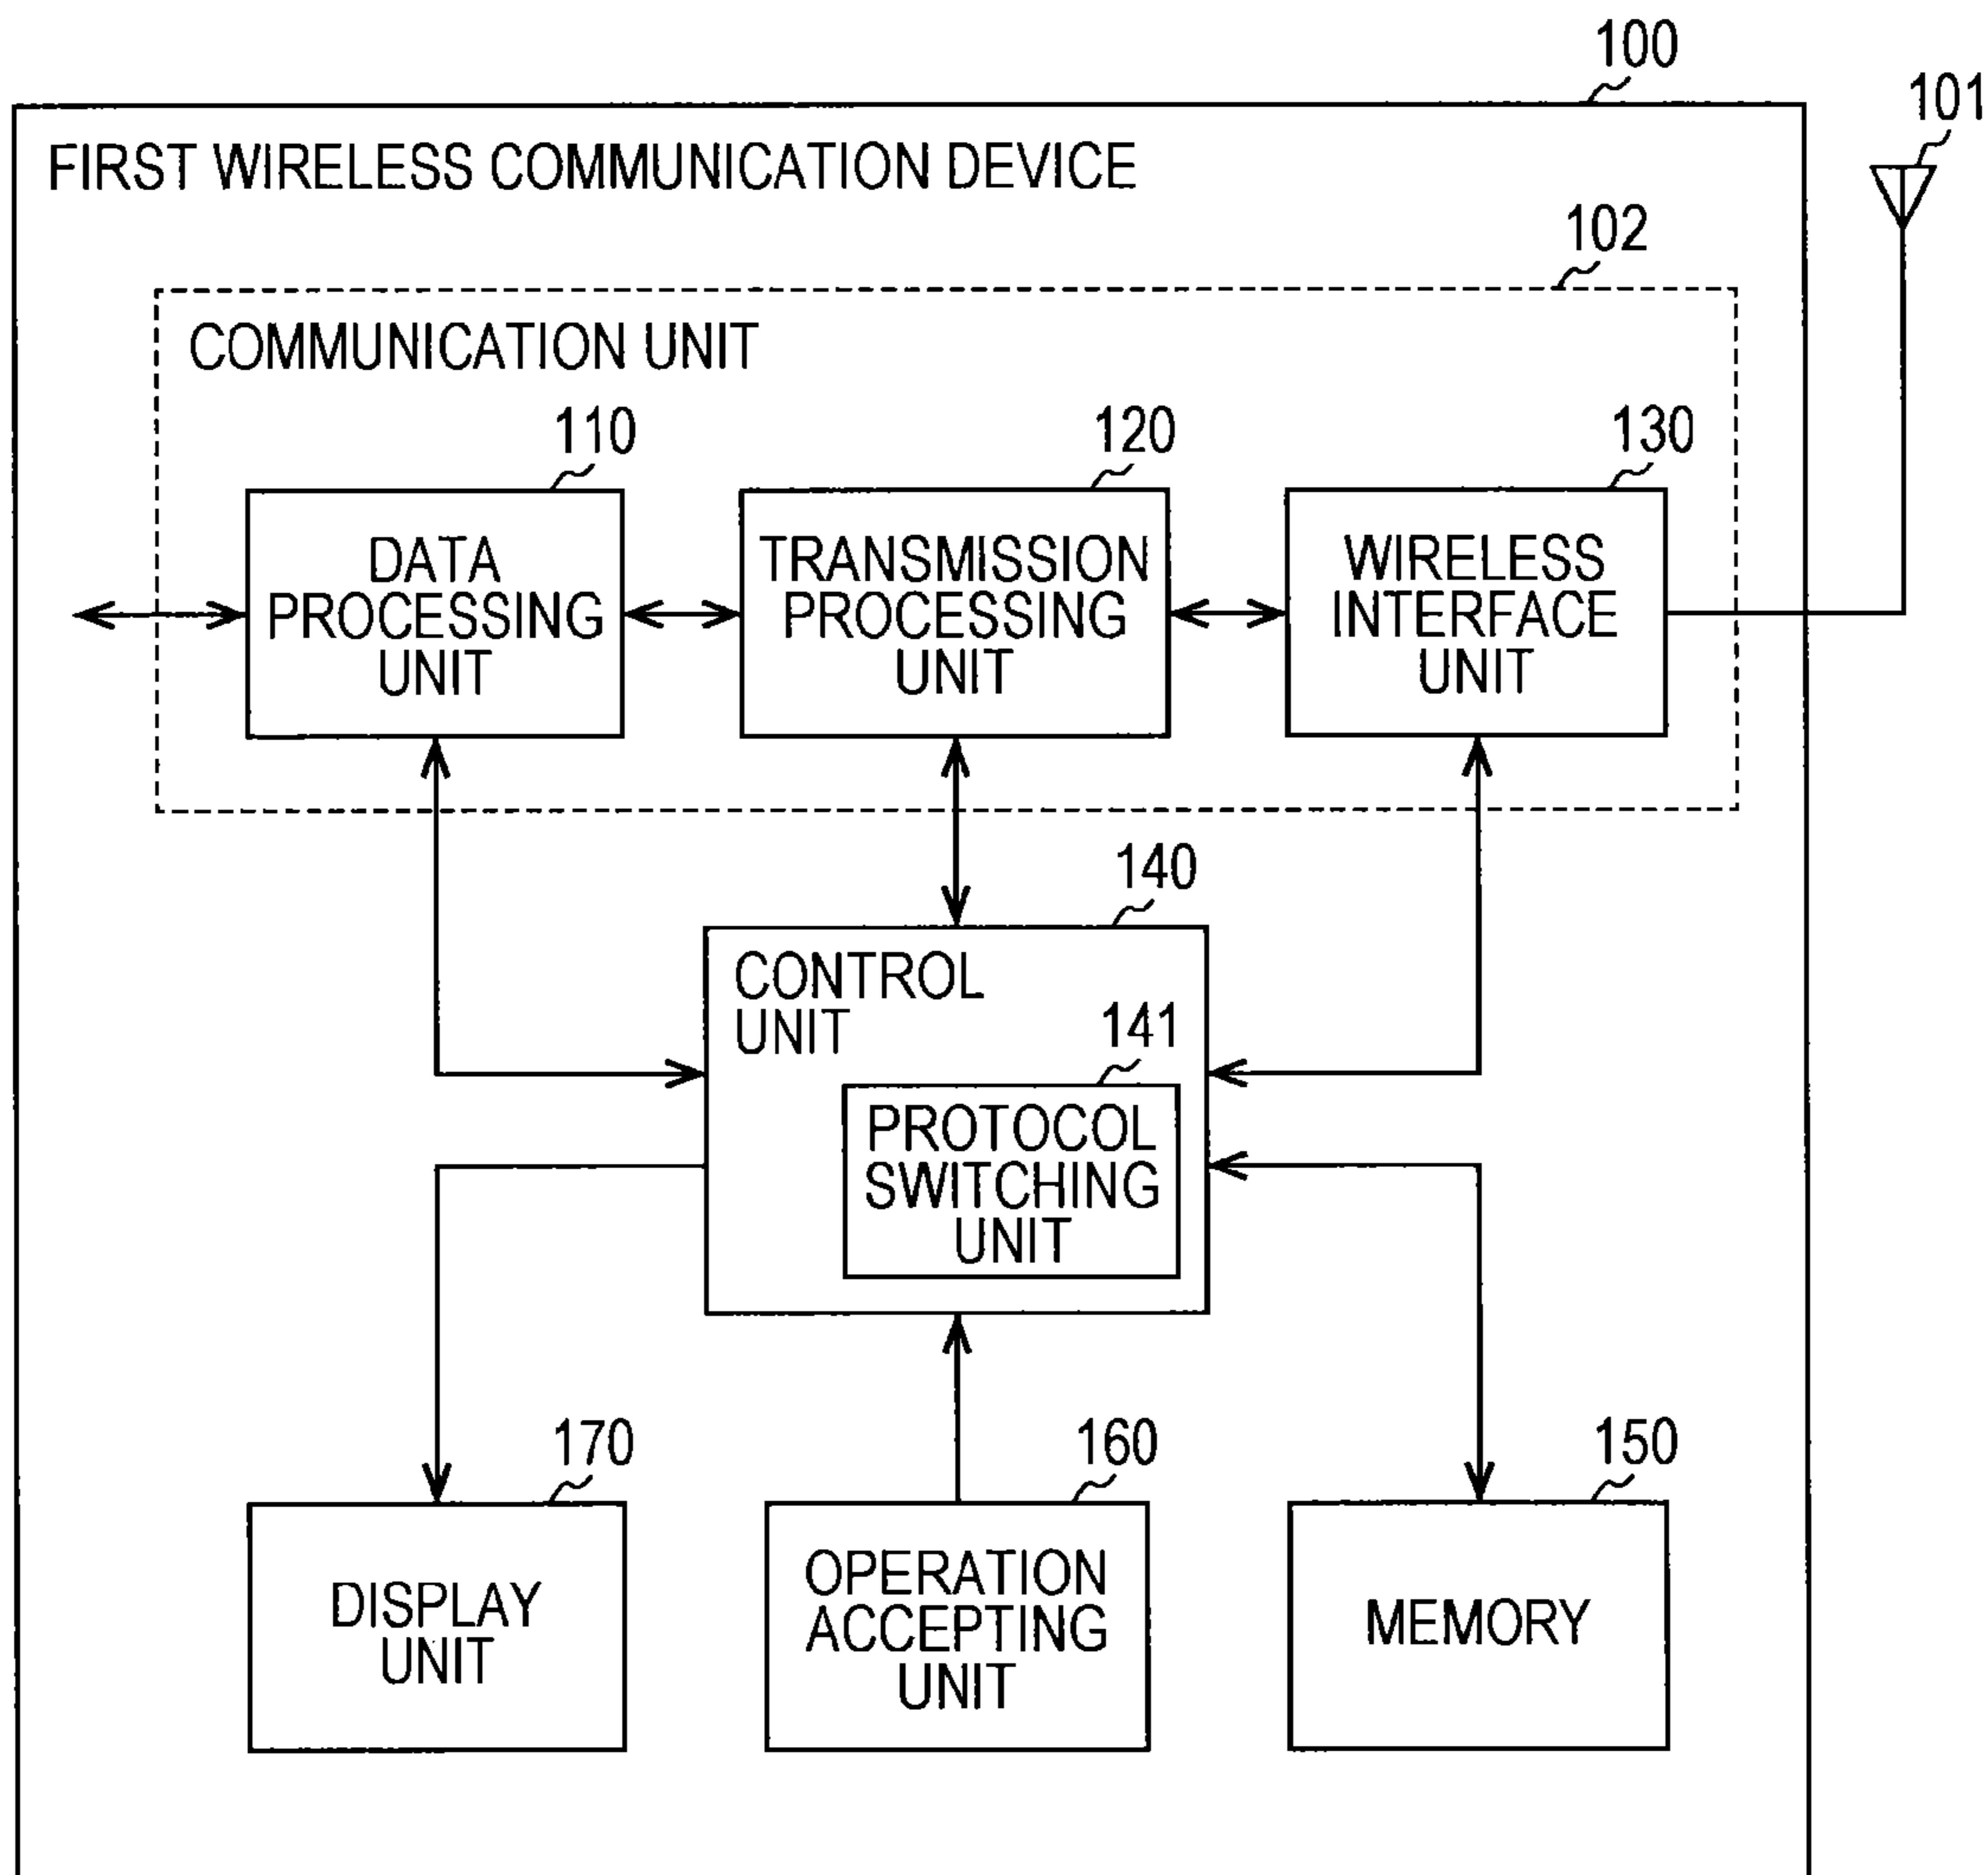 100
101
FIRST WIRELESS COMMUNICATION DEVICE
102
COMMUNICATION UNIT
110
120
130
DATA
PROCESSING
UNIT
TRANSMISSION
PROCESSING
UNIT
WIRELESS
INTERFACE
UNIT
140
CONTROL
UNIT
141
PROTOCOL
SWITCHING
UNIT
170
160
150
DISPLAY
UNIT
OPERATION
ACCEPTING
UNIT
MEMORY